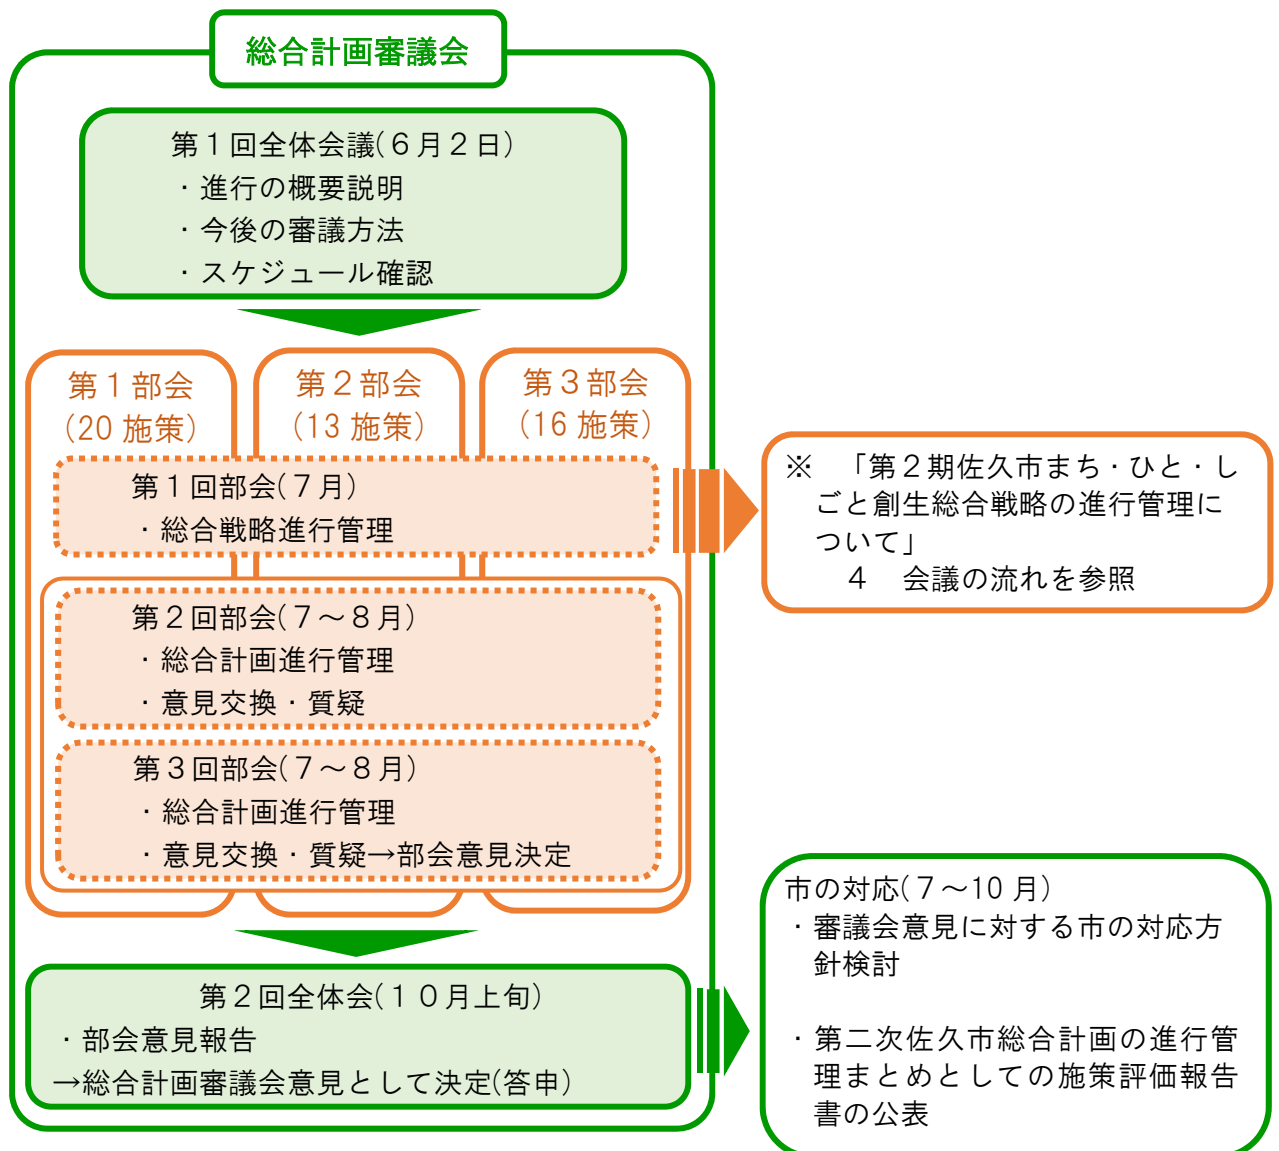 総合計画審議会
第１回全体会議(６月２日)
・進行の概要説明
・今後の審議方法
・スケジュール確認
第１部会
(20 施策)
第２部会
(13 施策)
第３部会
(16 施策)
第１回部会(７月)
・総合戦略進行管理
※　「第２期佐久市まち・ひと・し
ごと創生総合戦略の進行管理に
ついて」
４　会議の流れを参照
第２回部会(７～８月)
・総合計画進行管理
・意見交換・質疑
第３回部会(７～８月)
・総合計画進行管理
・意見交換・質疑→部会意見決定
第２回全体会(１０月上旬)
・部会意見報告
→総合計画審議会意見として決定(答申)
市の対応(７～10 月)
・審議会意見に対する市の対応方
針検討
・第二次佐久市総合計画の進行管
理まとめとしての施策評価報告
書の公表